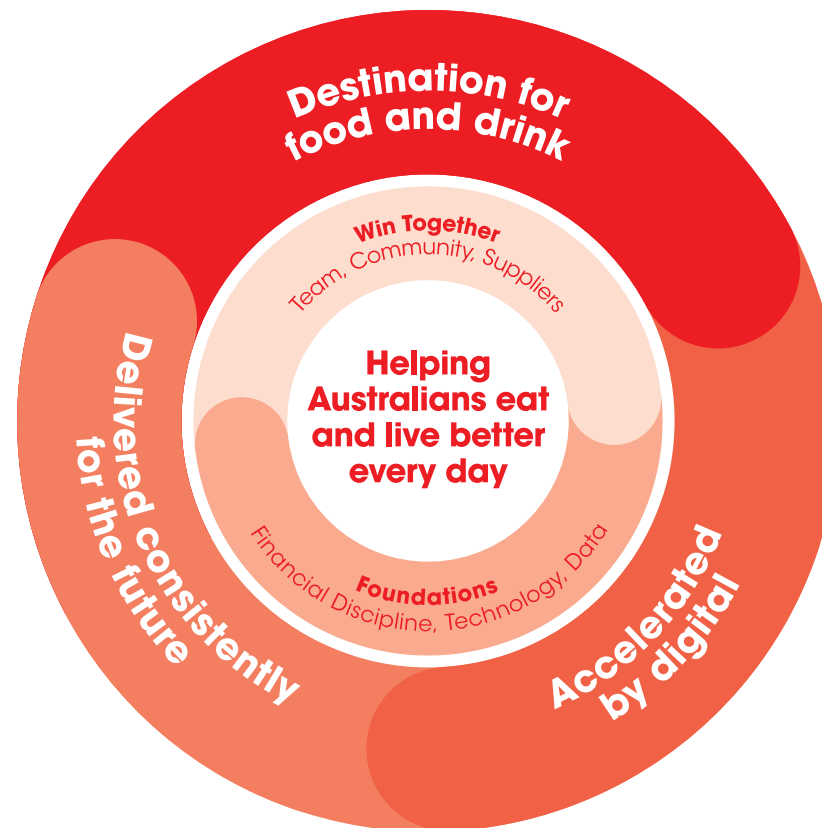 Destination for
food and drink
Win Together
Team, Community, Suppliers
Helping
Australians eat
and live better
every day
Foundations
Financial Discipline, Technology, Data
Delivered consistently
for the future
Accelerated
by digital